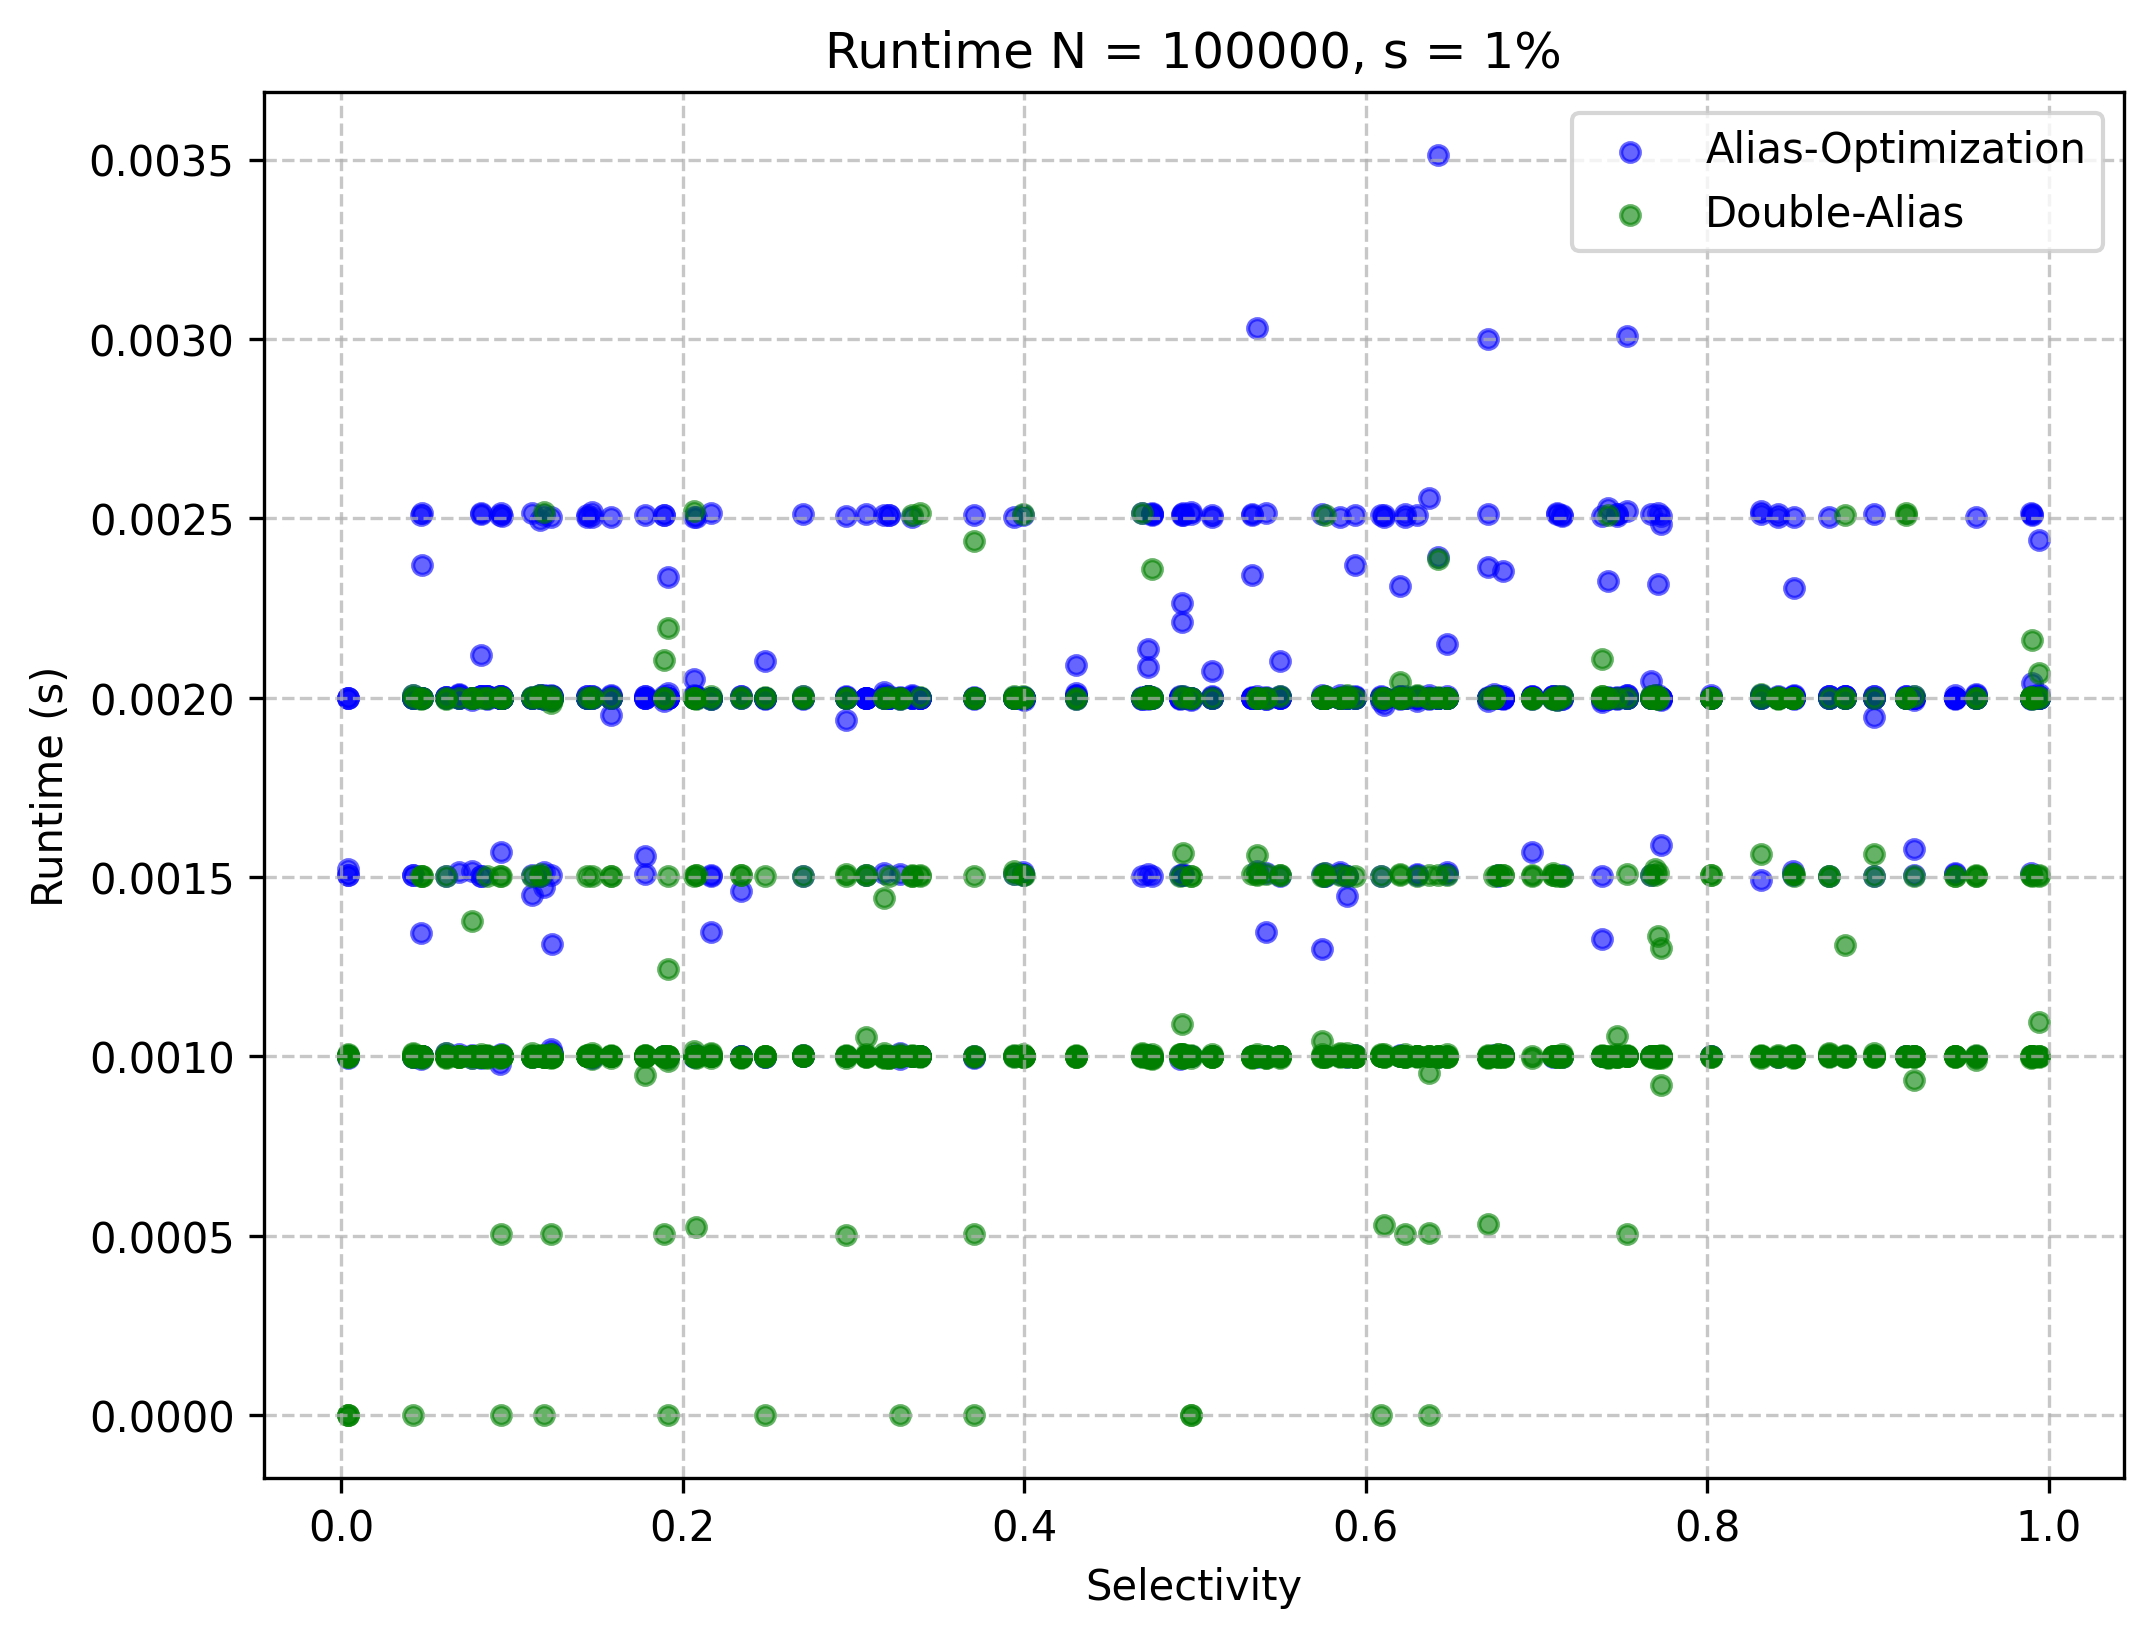 Runtime N = 100000, s = 1%
Alias-Optimization
Double-Alias
Runtime (s)
0.0035
0.0030
0.0025
0.0020
0.0015
0.0010
0.0005
0.0000
0.0 0.2 0.4 0.6 0.8 1.0
Selectivity